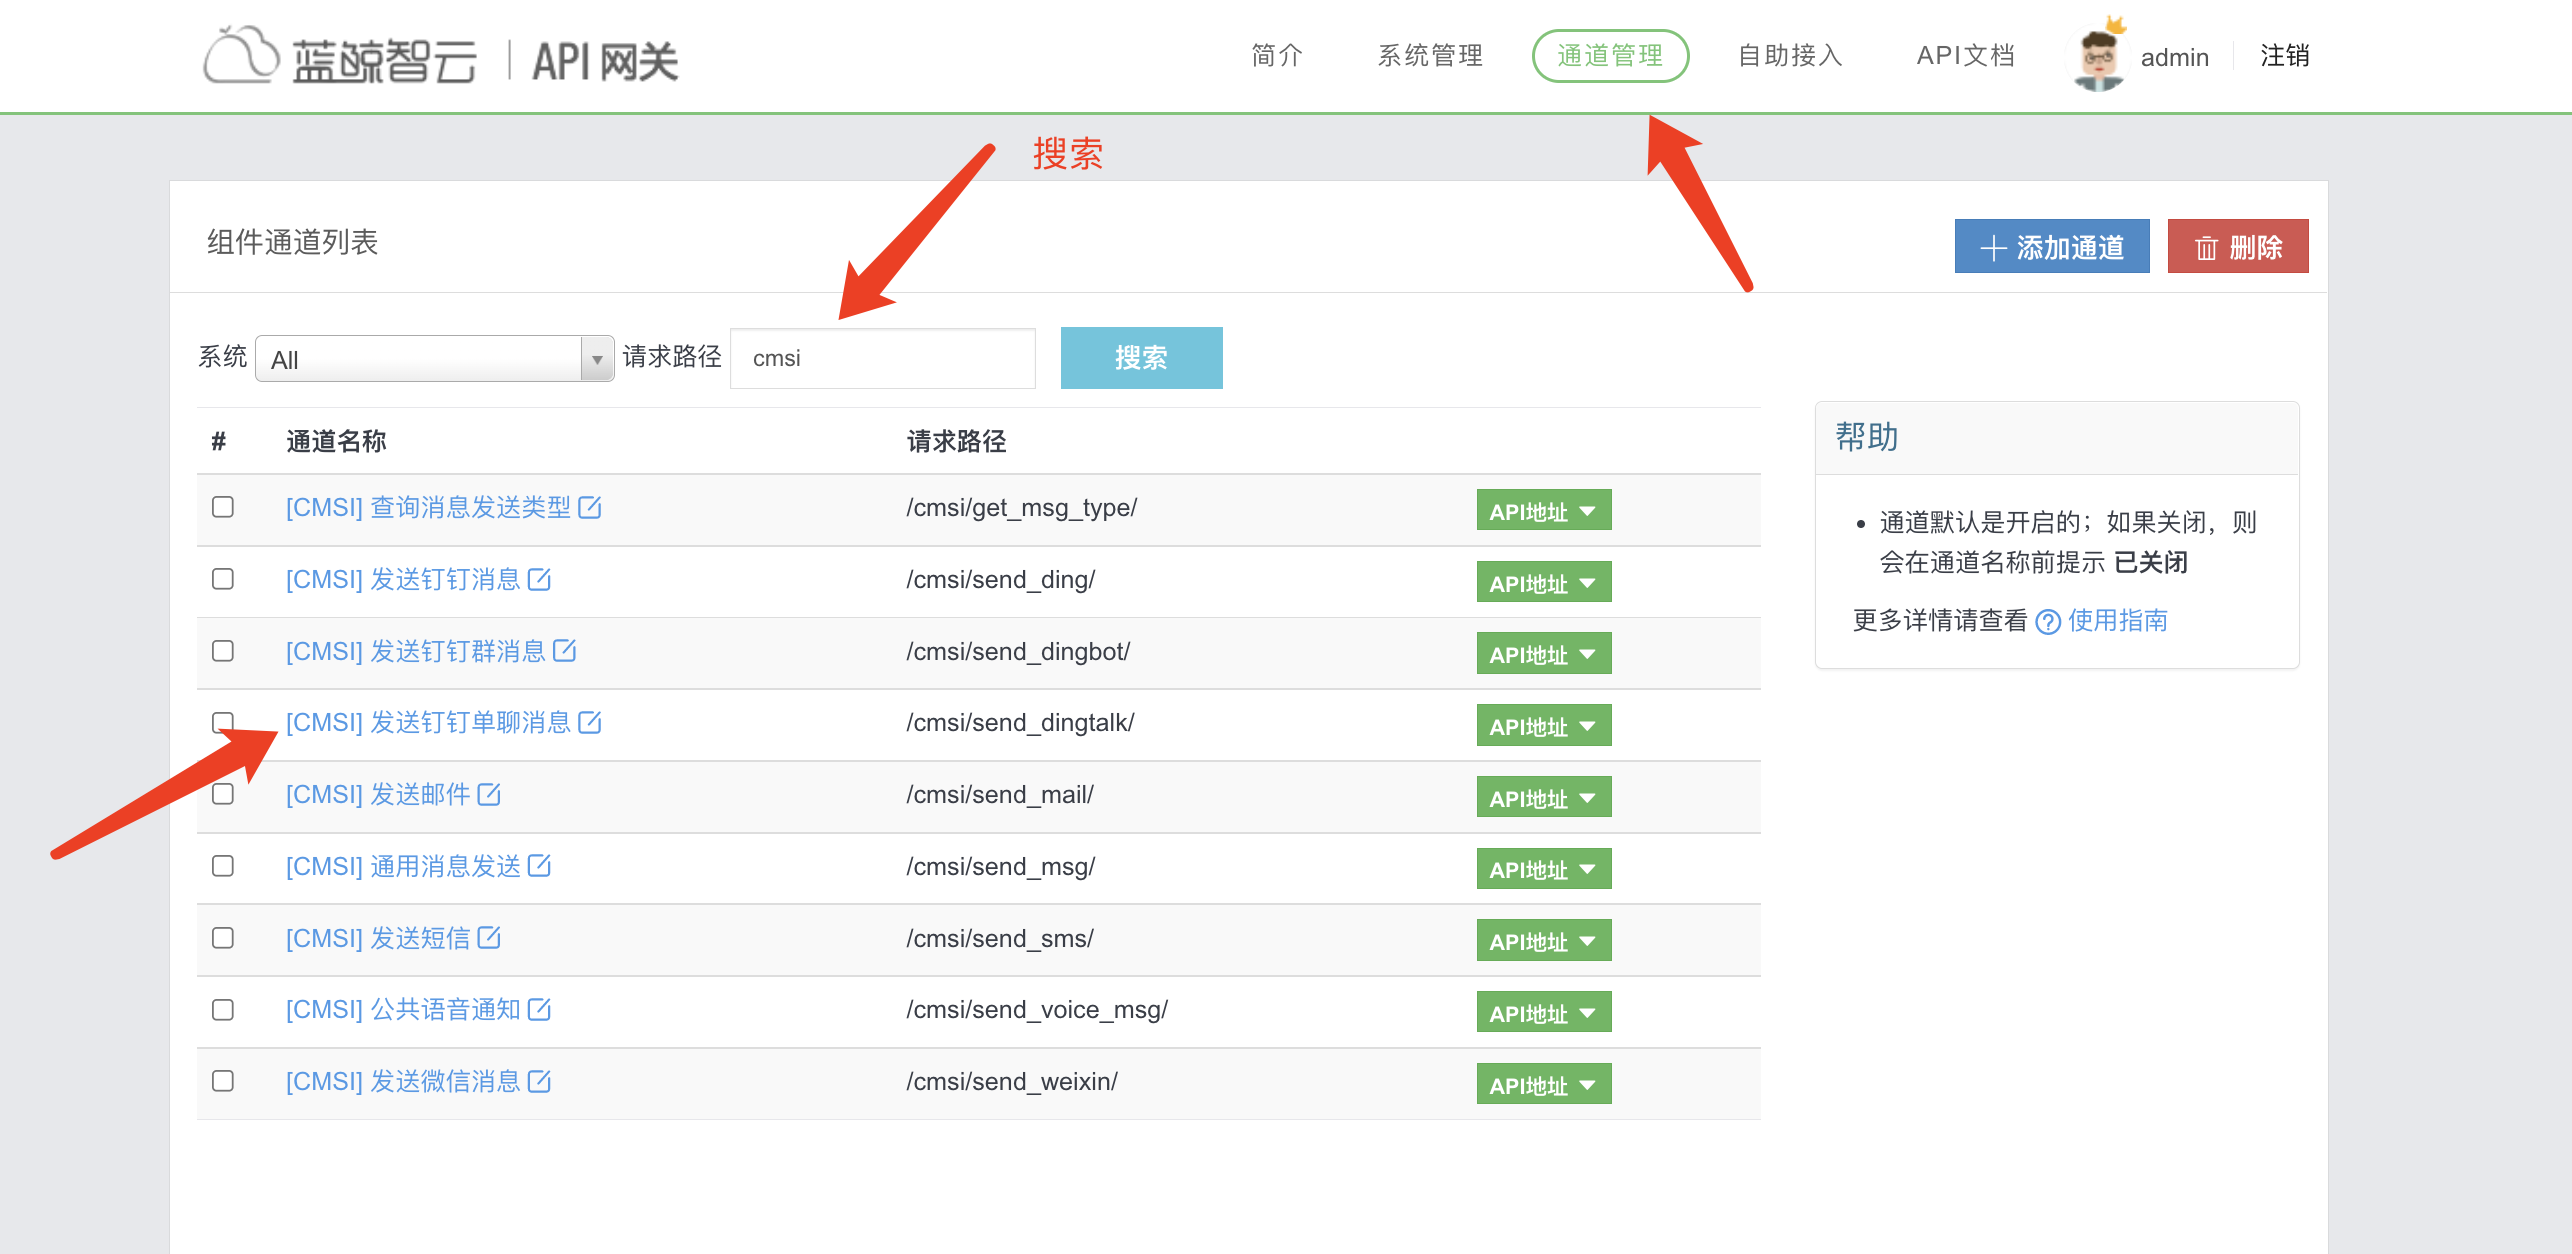 蓝鲸智云 | API 网关
简介 系统管理 通道管理 自助接入 API文档 admin 注销
搜索
组件通道列表
添加通道 删除
系统 All 请求路径 cmsi 搜索
# 通道名称 请求路径
[CMSI] 查询消息发送类型 /cmsi/get_msg_type/ API地址
[CMSI] 发送钉钉消息 /cmsi/send_ding/ API地址
[CMSI] 发送钉钉群消息 /cmsi/send_dingbot/ API地址
[CMSI] 发送钉钉单聊消息 /cmsi/send_dingtalk/ API地址
[CMSI] 发送邮件 /cmsi/send_mail/ API地址
[CMSI] 通用消息发送 /cmsi/send_msg/ API地址
[CMSI] 发送短信 /cmsi/send_sms/ API地址
[CMSI] 公共语音通知 /cmsi/send_voice_msg/ API地址
[CMSI] 发送微信消息 /cmsi/send_weixin/ API地址
帮助
• 通道默认是开启的；如果关闭，则
会在通道名称前提示 已关闭
更多详情请查看 使用指南